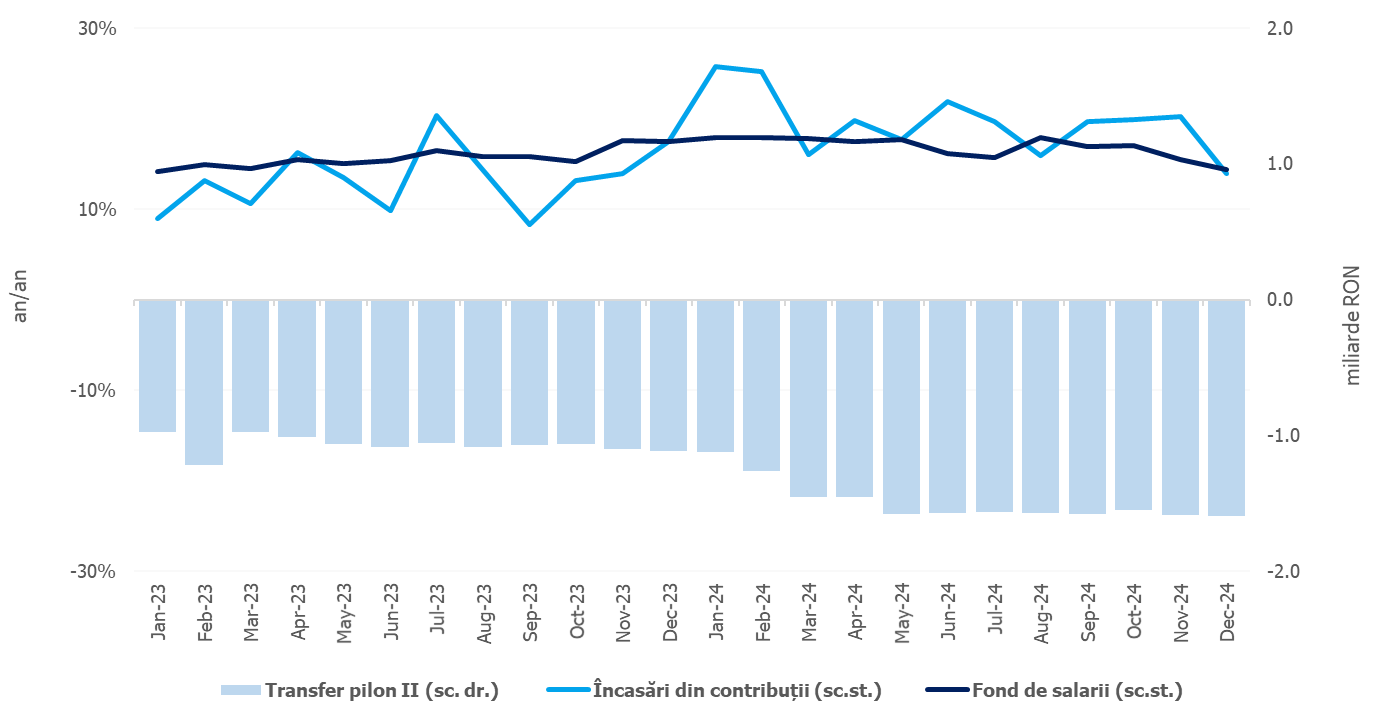 30%
10%
-10%
-30%
an/an
2.0
1.0
0.0
-1.0
-2.0
miliarde RON
Jan-23
Feb-23
Mar-23
Apr-23
May-23
Jun-23
Jul-23
Aug-23
Sep-23
Oct-23
Nov-23
Dec-23
Jan-24
Feb-24
Mar-24
Apr-24
May-24
Jun-24
Jul-24
Aug-24
Sep-24
Oct-24
Nov-24
Dec-24
Transfer pilon II (sc. dr.)
Încasări din contribuții (sc.st.)
Fond de salarii (sc.st.)